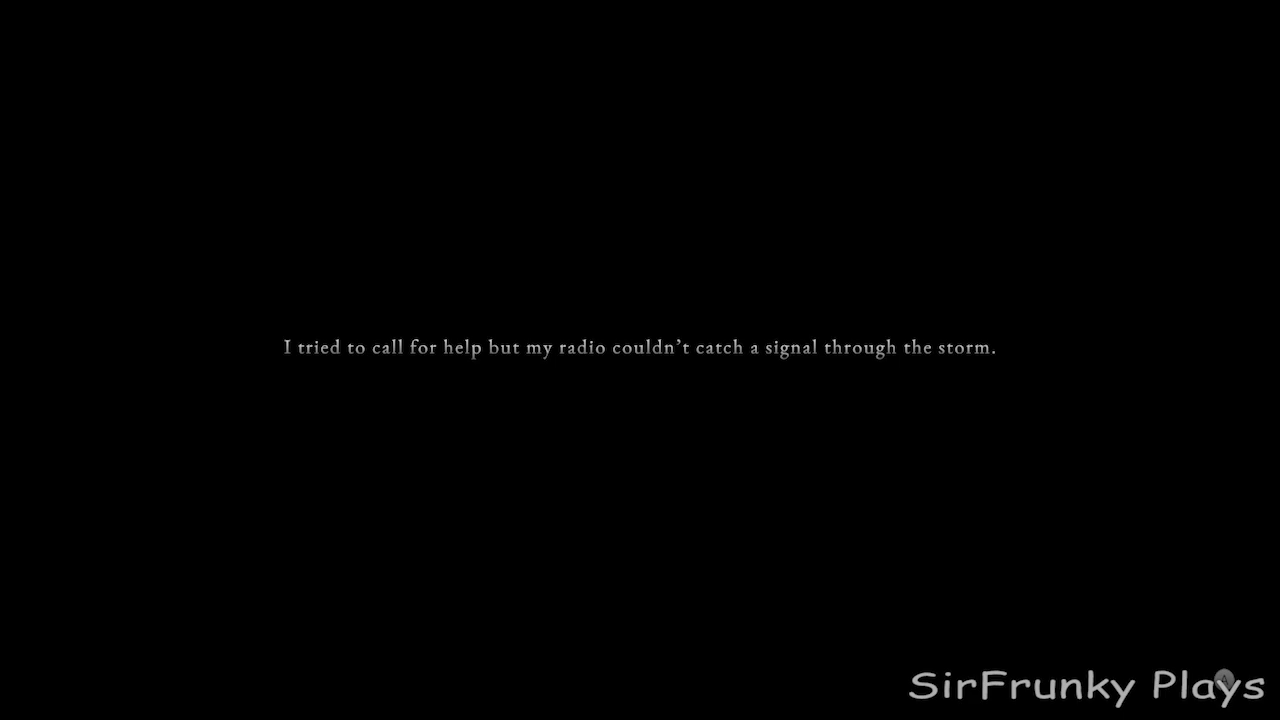 I tried to call for help but my radio couldn’t catch a signal through the storm.
SirFrunky Plays